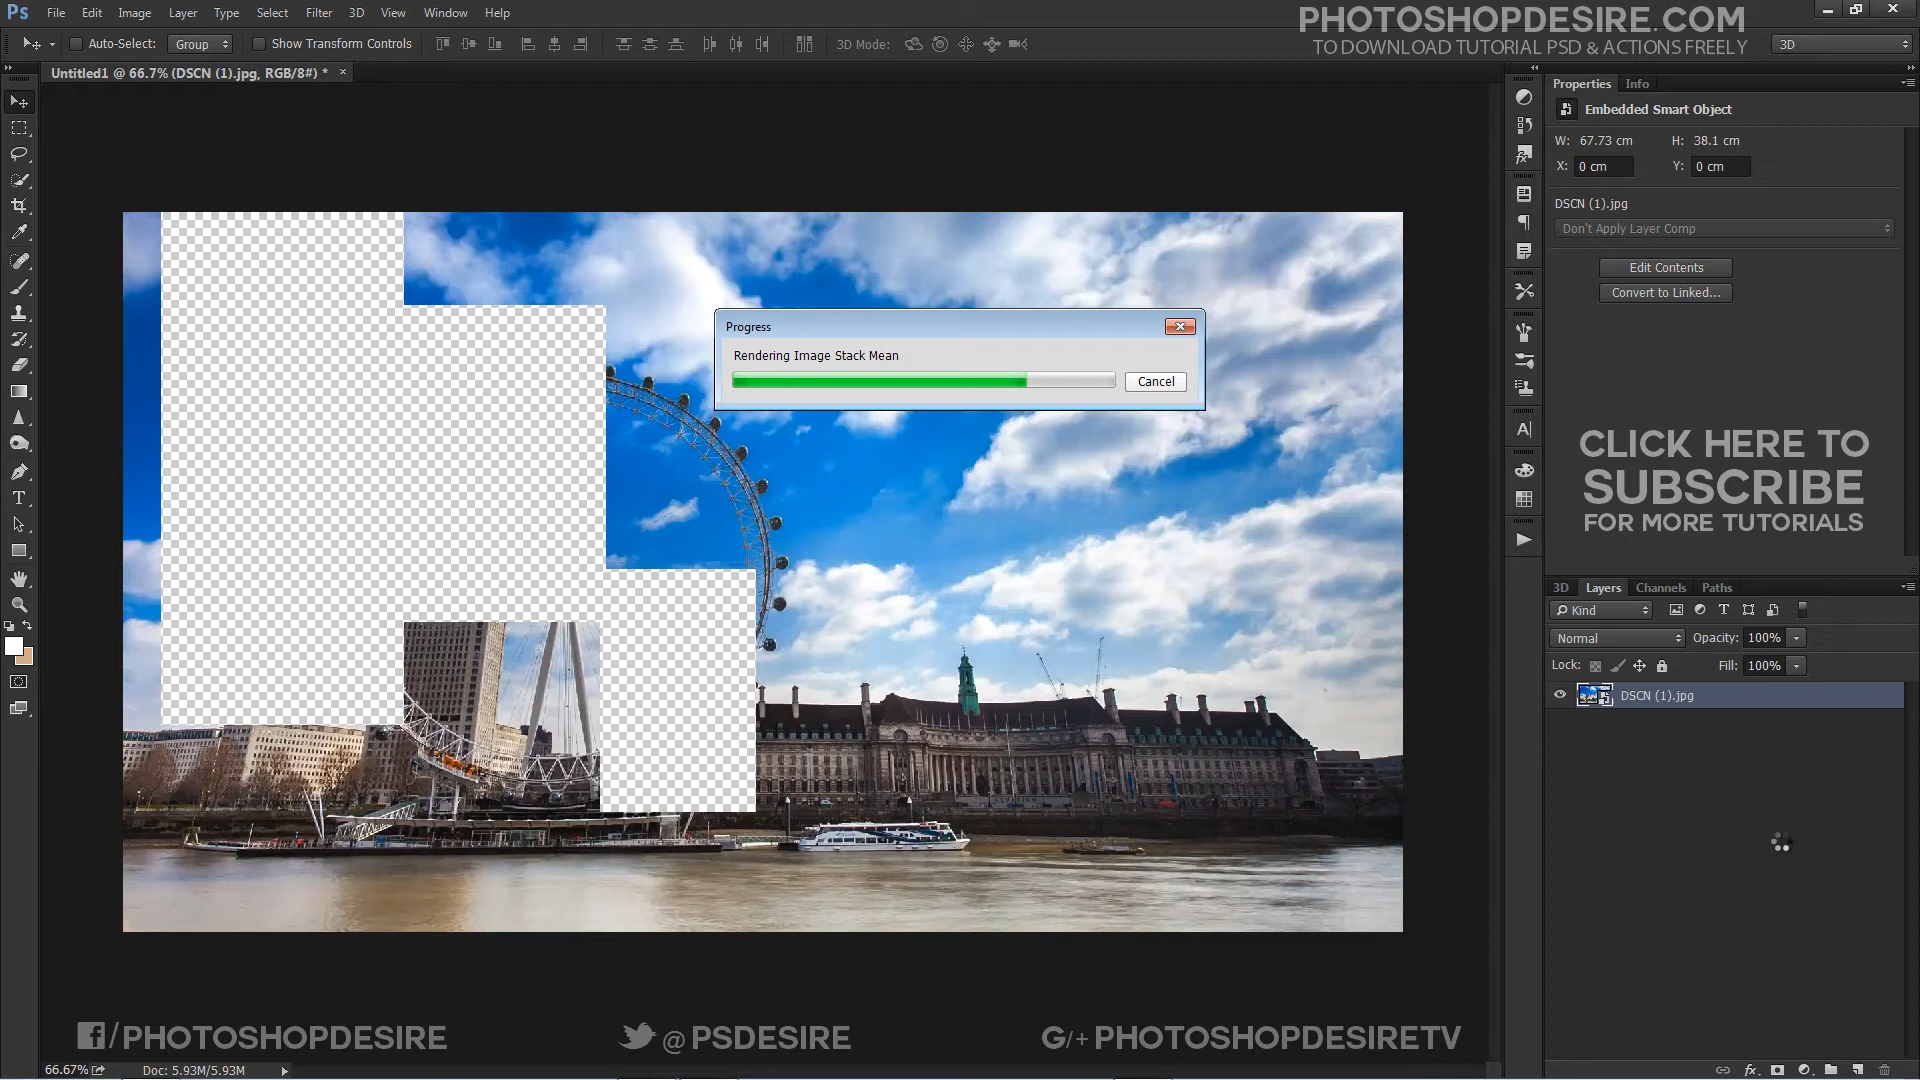 Ps File Edit Image Layer Type Select Filter 3D View Window Help
PHOTOSHOPDESIRE.COM
Auto-Select: Group Show Transform Controls 3D Mode:
TO DOWNLOAD TUTORIAL PSD & ACTIONS FREELY
3D
Untitled1 @ 66.7% (DSCN (1).jpg, RGB/8#) *
Properties Info
Embedded Smart Object
W: 67.73 cm H: 38.1 cm
X: 0 cm Y: 0 cm
DSCN (1).jpg
Don't Apply Layer Comp
Edit Contents
Convert to Linked...
Progress
Rendering Image Stack Mean
Cancel
CLICK HERE TO
SUBSCRIBE
FOR MORE TUTORIALS
3D Layers Channels Paths
Kind
Normal Opacity: 100%
Lock: Fill: 100%
DSCN (1).jpg
f/PHOTOSHOPDESIRE
@PSDESIRE
G/+ PHOTOSHOPDESIRETV
66.67% Doc: 5.93M/5.93M